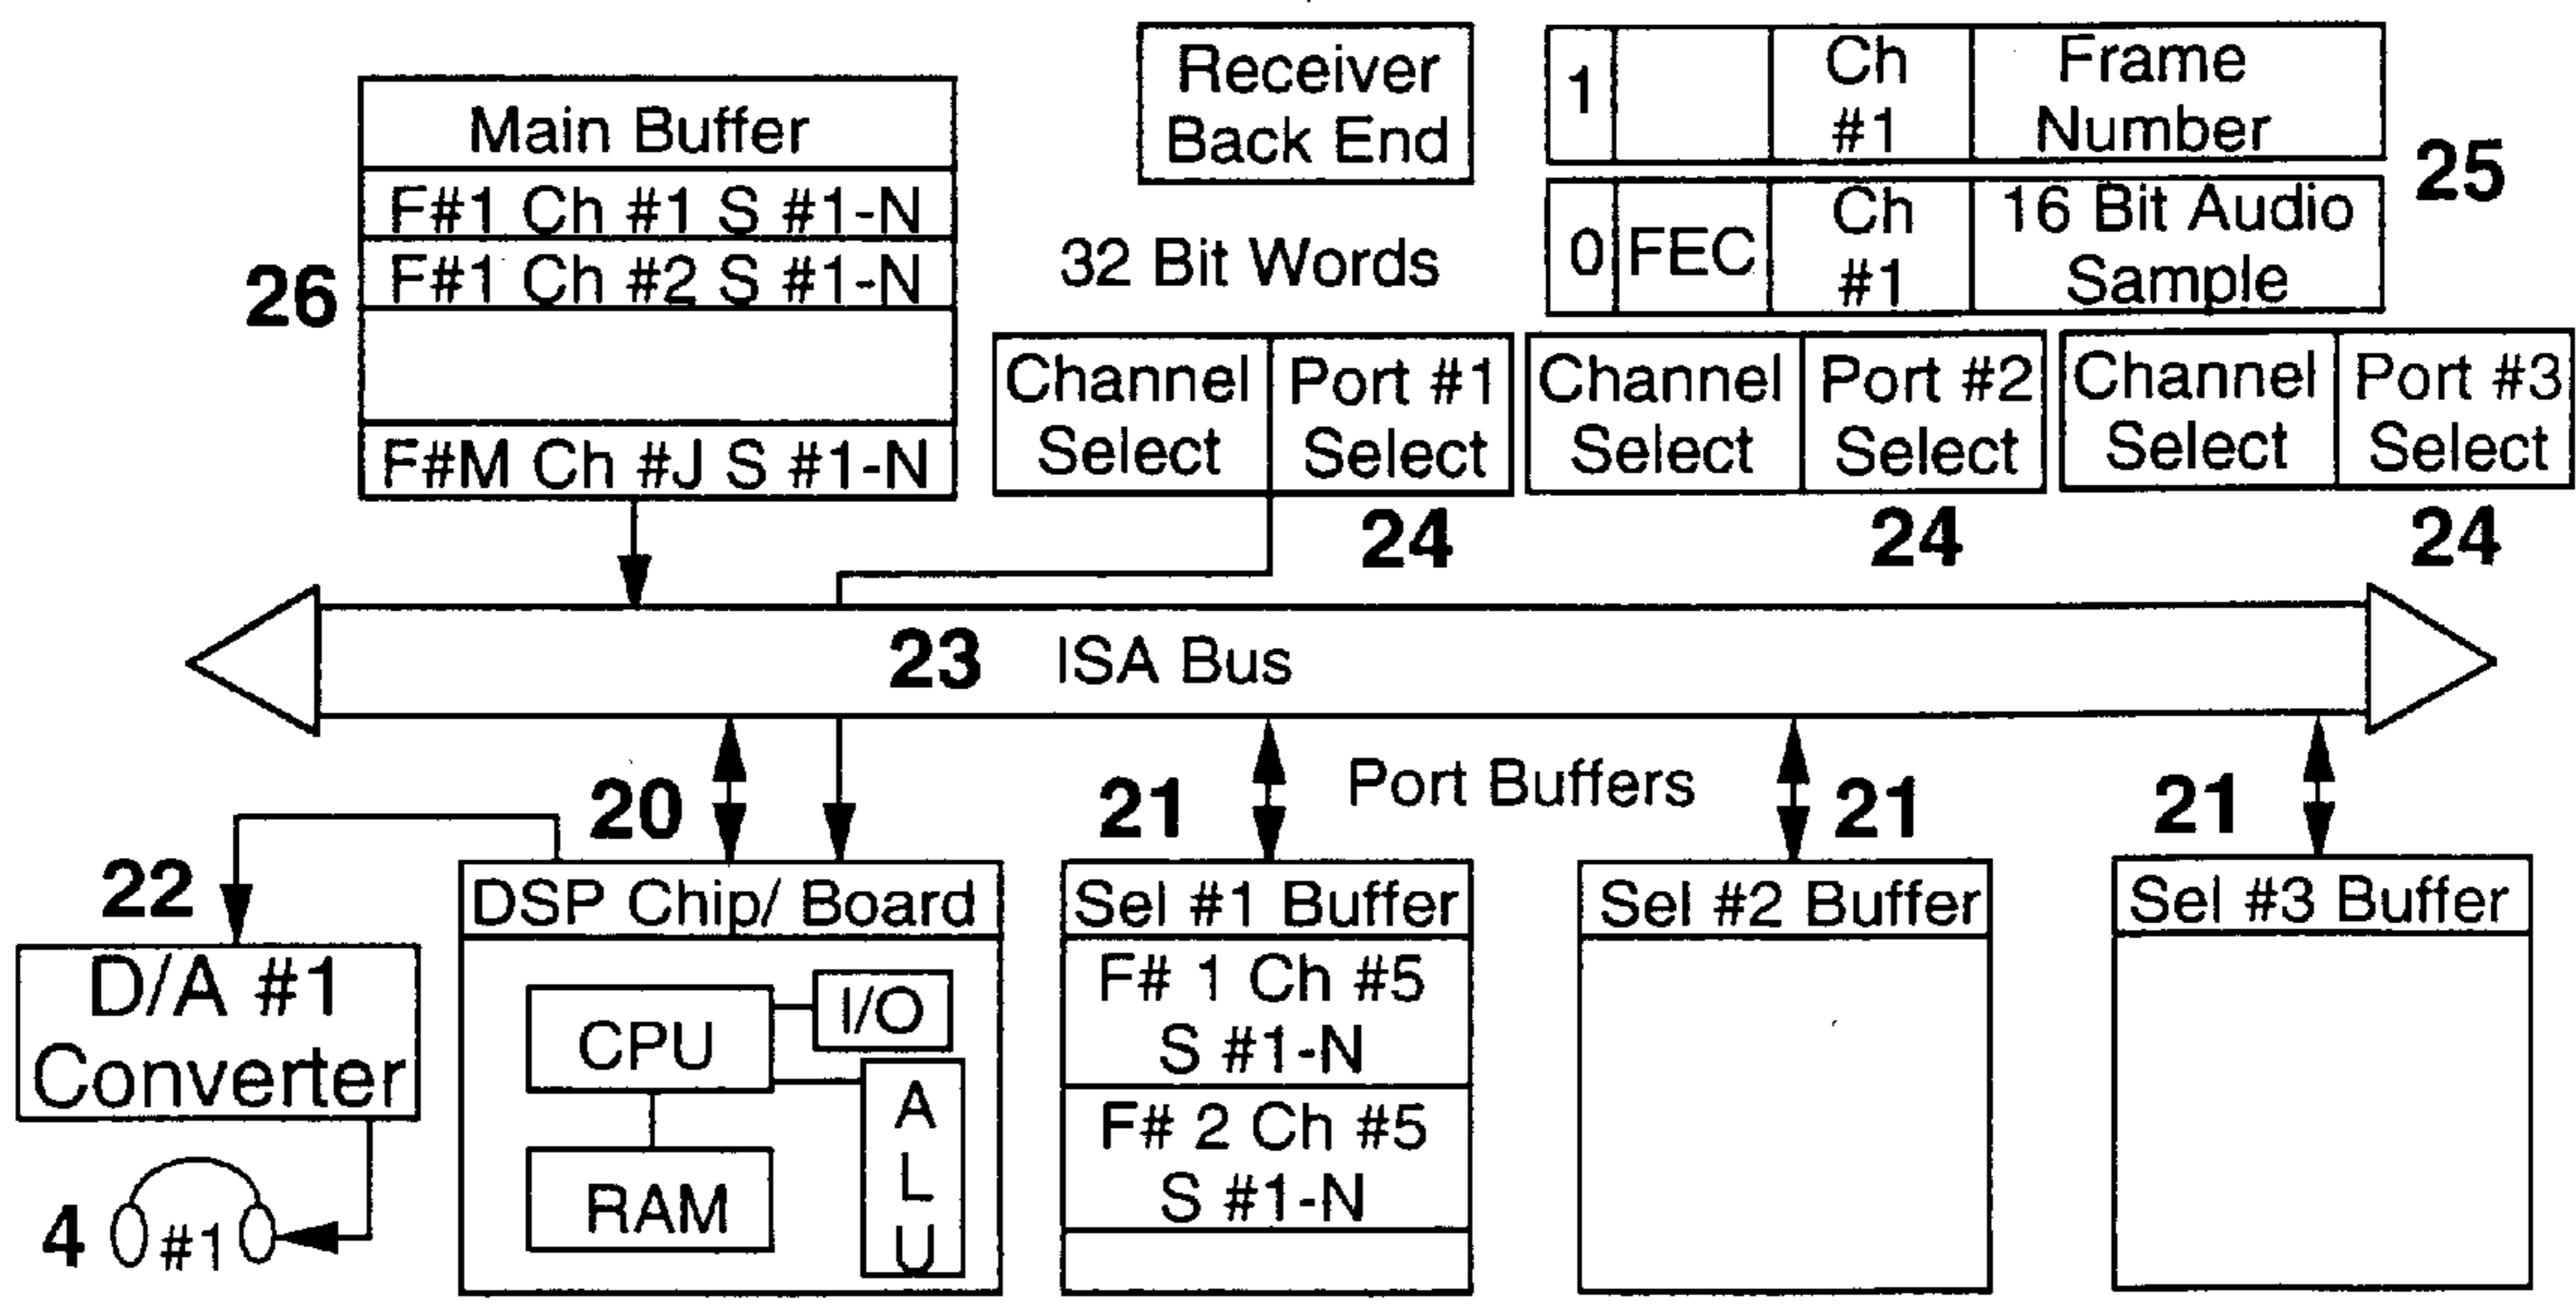 Main Buffer
F#1 Ch #1 S #1-N
F#1 Ch #2 S #1-N
F#M Ch #J S #1-N
26
Receiver
Back End
32 Bit Words
1
Ch
#1
Frame
Number
0
FEC
Ch
#1
16 Bit Audio
Sample
25
Channel
Select
Port #1
Select
24
Channel
Select
Port #2
Select
24
Channel
Select
Port #3
Select
24
23
ISA Bus
20
21
Port Buffers
21
21
22
D/A #1
Converter
4
#1
DSP Chip/ Board
CPU
I/O
A
L
U
RAM
Sel #1 Buffer
F# 1 Ch #5
S #1-N
F# 2 Ch #5
S #1-N
Sel #2 Buffer
Sel #3 Buffer